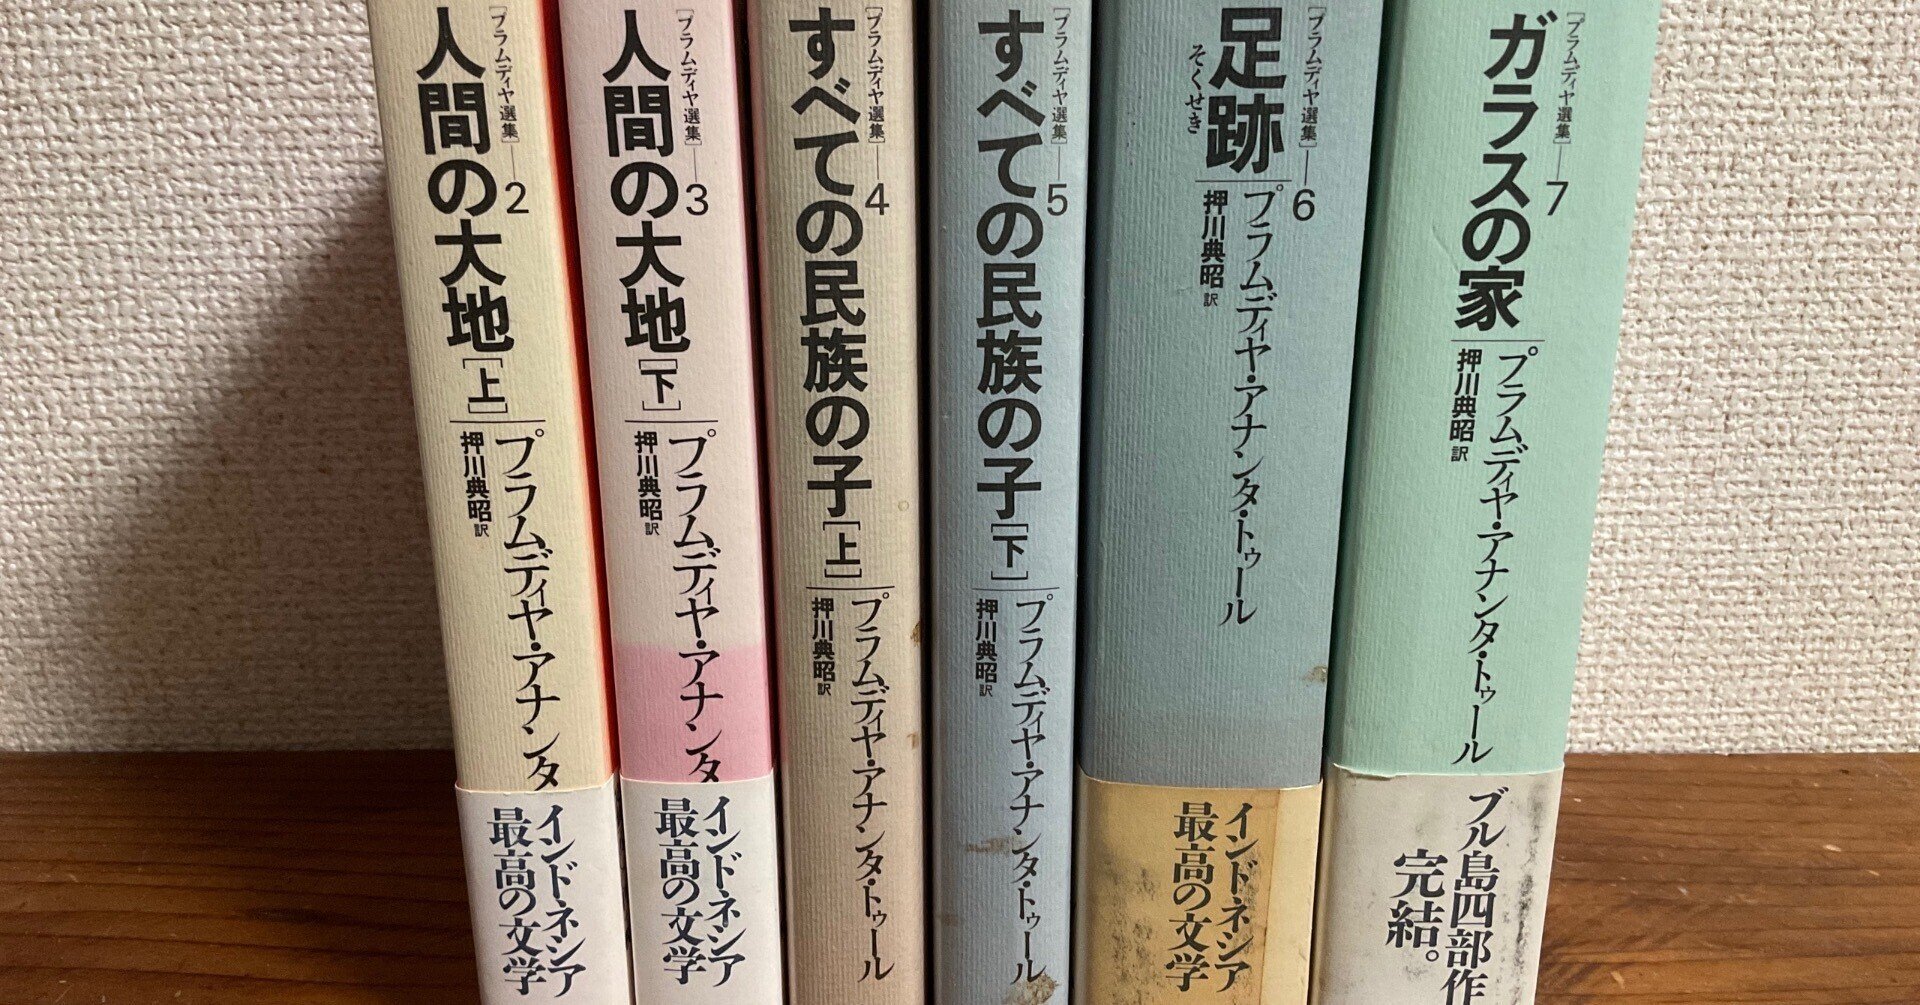 [プラムディヤ選集]—2
人間の大地[上]
プラムディヤ・アナンタ
押川典昭 訳
インドネシア
最高の文学
[プラムディヤ選集]—3
人間の大地[下]
プラムディヤ・アナンタ
押川典昭 訳
インドネシア
最高の文学
[プラムディヤ選集]—4
すべての民族の子[上]
プラムディヤ・アナンタ・トゥール
押川典昭 訳
[プラムディヤ選集]—5
すべての民族の子[下]
プラムディヤ・アナンタ・トゥール
押川典昭 訳
[プラムディヤ選集]—6
足跡
そくせき
プラムディヤ・アナンタ・トゥール
押川典昭 訳
インドネシア
最高の文学
[プラムディヤ選集]—7
ガラスの家
プラムディヤ・アナンタ・トゥール
押川典昭 訳
ブル島四部作
完結。